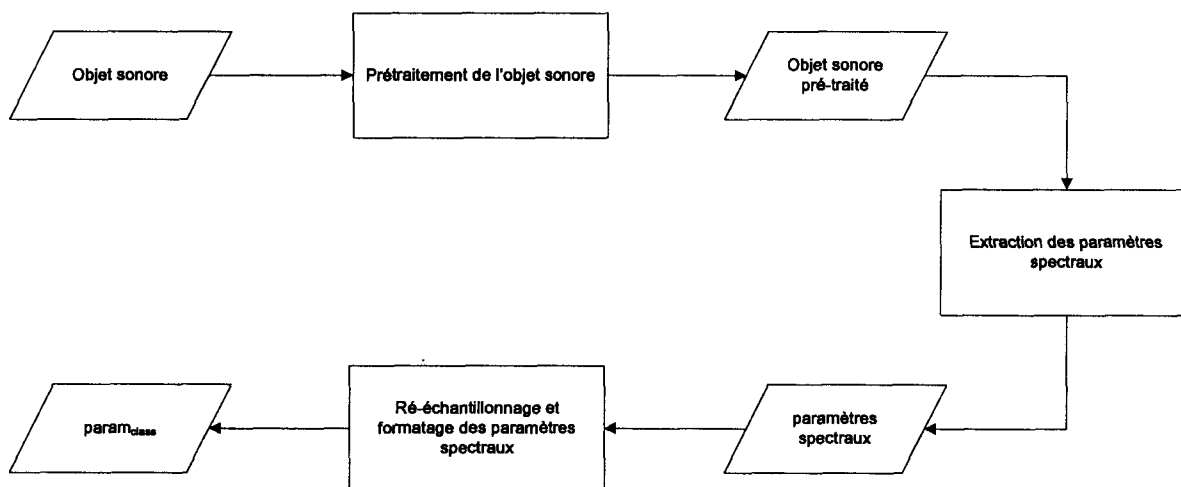 Objet sonore
Prétraitement de l'objet sonore
Objet sonore
pré-traité
Extraction des paramètres
spectraux
paramètres
spectraux
Ré-échantillonnage et
formatage des paramètres
spectraux
param_class